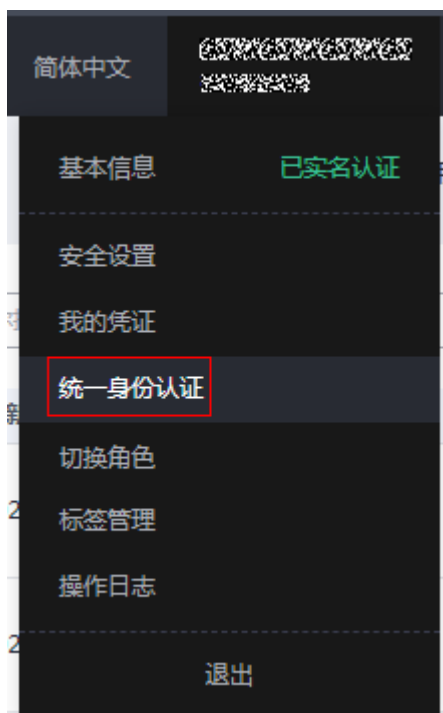 简体中文
基本信息 已实名认证
安全设置
我的凭证
统一身份认证
切换角色
标签管理
操作日志
退出